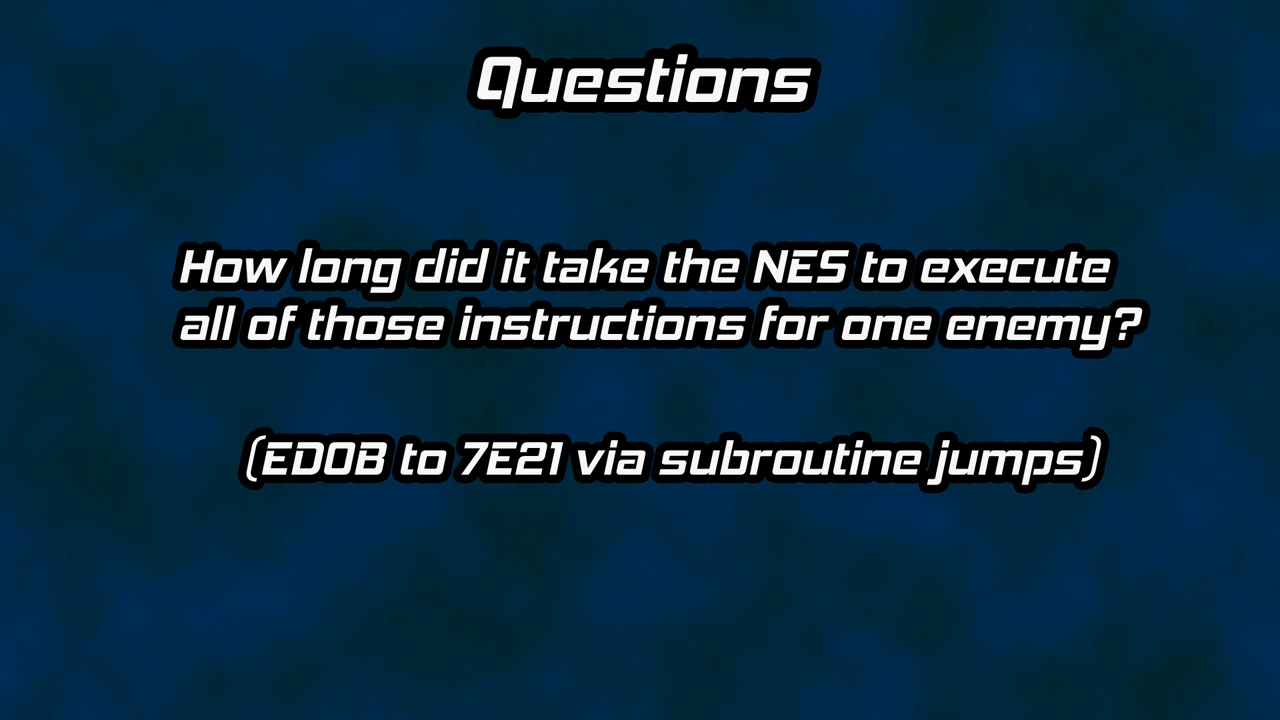 Questions
How long did it take the NES to execute
all of those instructions for one enemy?
(ED0B to 7E21 via subroutine jumps)